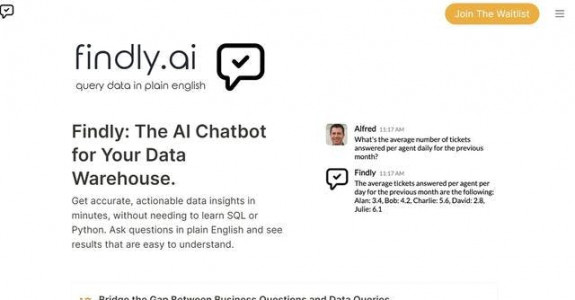 Join The Waitlist
findly.ai
query data in plain english
Findly: The AI Chatbot
for Your Data
Warehouse.
Get accurate, actionable data insights in
minutes, without needing to learn SQL or
Python. Ask questions in plain English and see
results that are easy to understand.
Alfred 11:17 AM
What's the average number of tickets
answered per agent daily for the previous
month?
Findly 11:17 AM
The average tickets answered per agent per
day for the previous month are the following:
Alan: 3.4, Bob: 4.2, Charlie: 5.6, David: 2.8,
Julie: 6.1
Bridge the Gap Between Business Questions and Data Queries